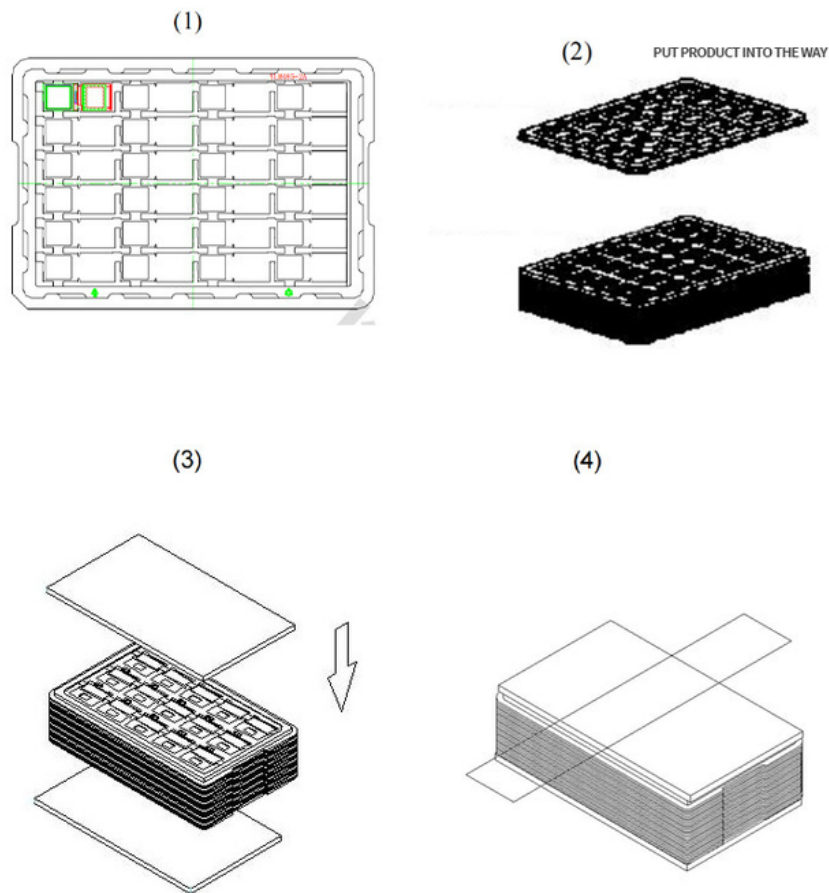 (1)
(2)
PUT PRODUCT INTO THE WAY
(3)
(4)